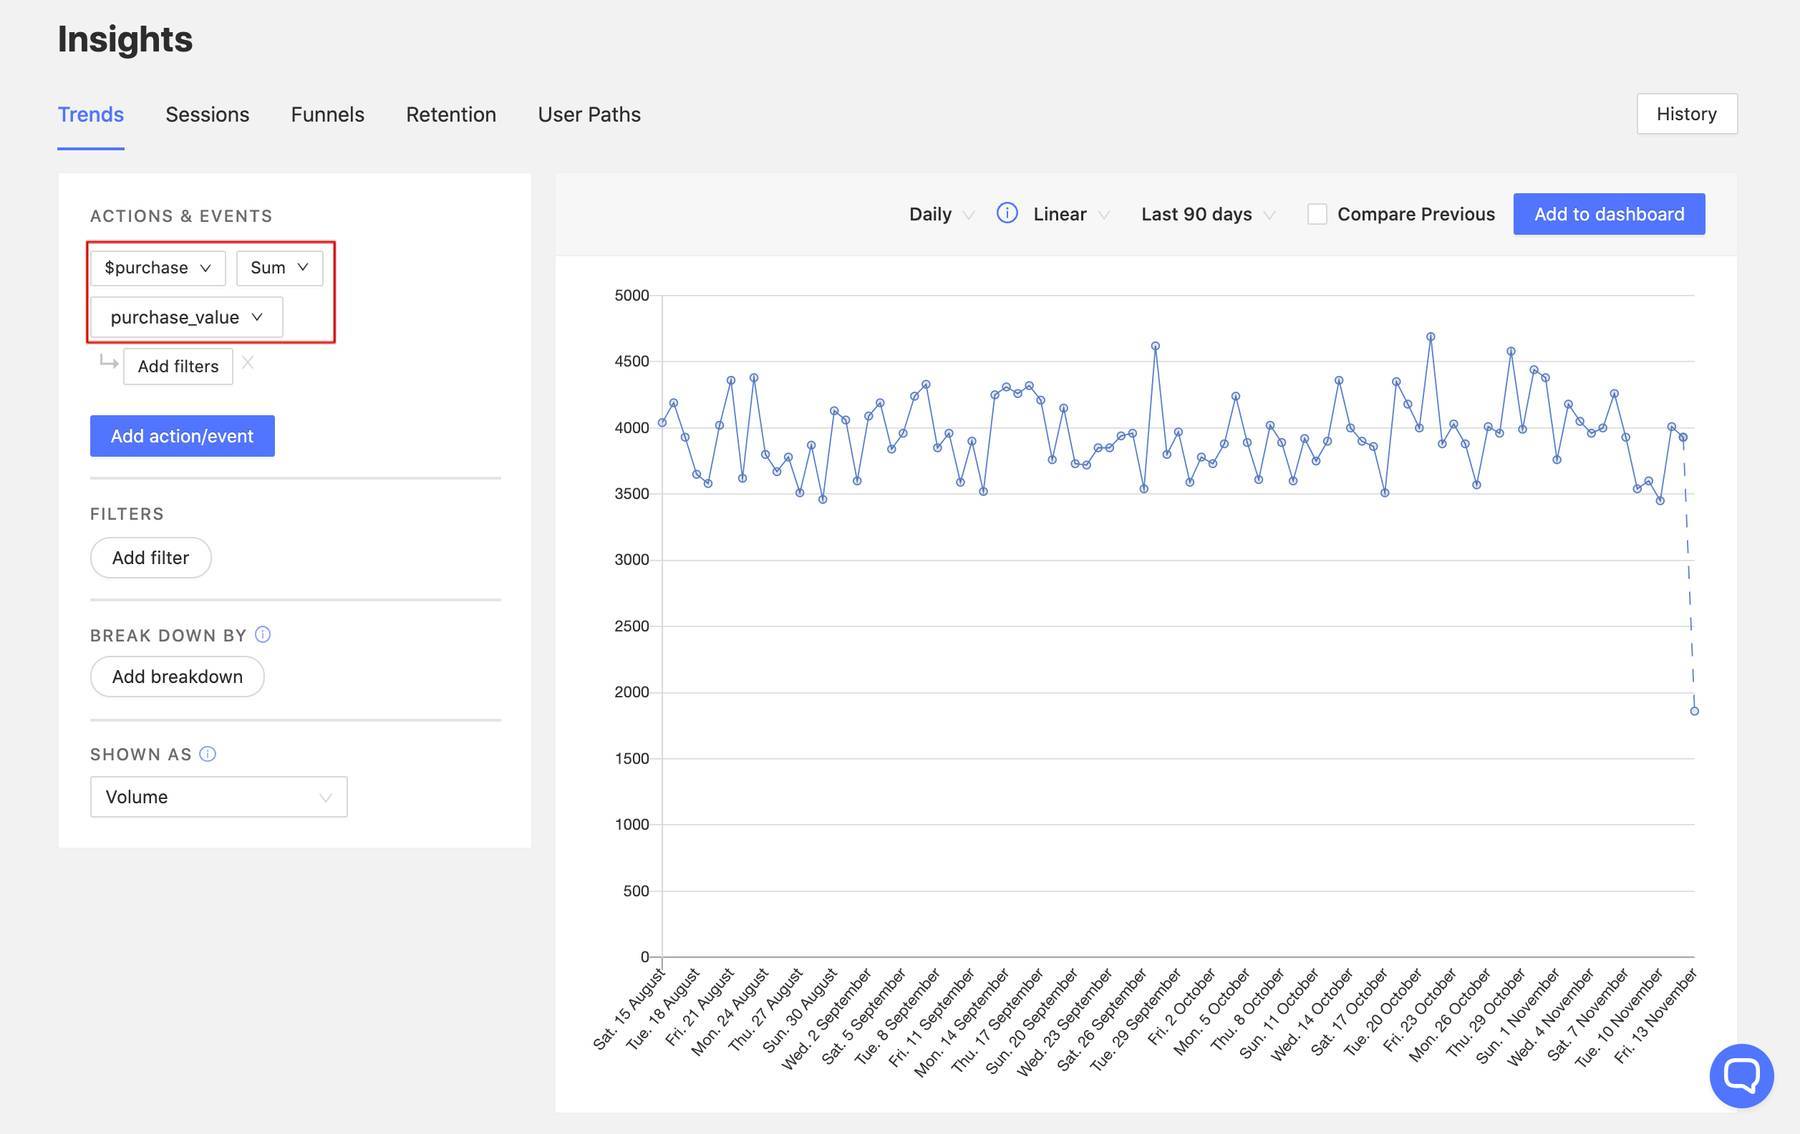 Insights
Trends Sessions Funnels Retention User Paths
History
ACTIONS & EVENTS
$purchase Sum
purchase_value
Add filters
Add action/event
FILTERS
Add filter
BREAK DOWN BY
Add breakdown
SHOWN AS
Volume
Daily Linear Last 90 days Compare Previous Add to dashboard
5000
4500
4000
3500
3000
2500
2000
1500
1000
500
0
Sat. 15 August
Tue. 18 August
Fri. 21 August
Mon. 24 August
Thu. 27 August
Sun. 30 August
Wed. 2 September
Sat. 5 September
Tue. 8 September
Fri. 11 September
Mon. 14 September
Thu. 17 September
Sun. 20 September
Wed. 23 September
Sat. 26 September
Tue. 29 September
Fri. 2 October
Mon. 5 October
Thu. 8 October
Sun. 11 October
Wed. 14 October
Sat. 17 October
Tue. 20 October
Fri. 23 October
Mon. 26 October
Thu. 29 October
Sun. 1 November
Wed. 4 November
Sat. 7 November
Tue. 10 November
Fri. 13 November